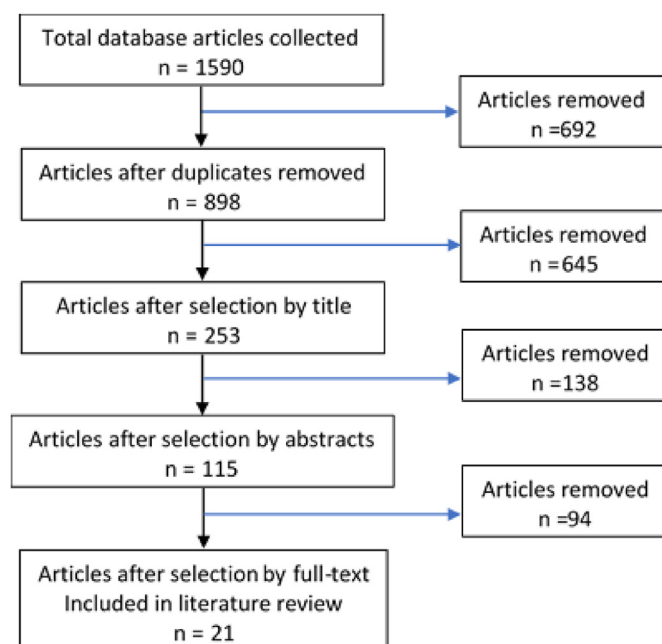 Total database articles collected
n = 1590
Articles removed
n =692
Articles after duplicates removed
n = 898
Articles removed
n =645
Articles after selection by title
n = 253
Articles removed
n =138
Articles after selection by abstracts
n = 115
Articles removed
n =94
Articles after selection by full-text
Included in literature review
n = 21